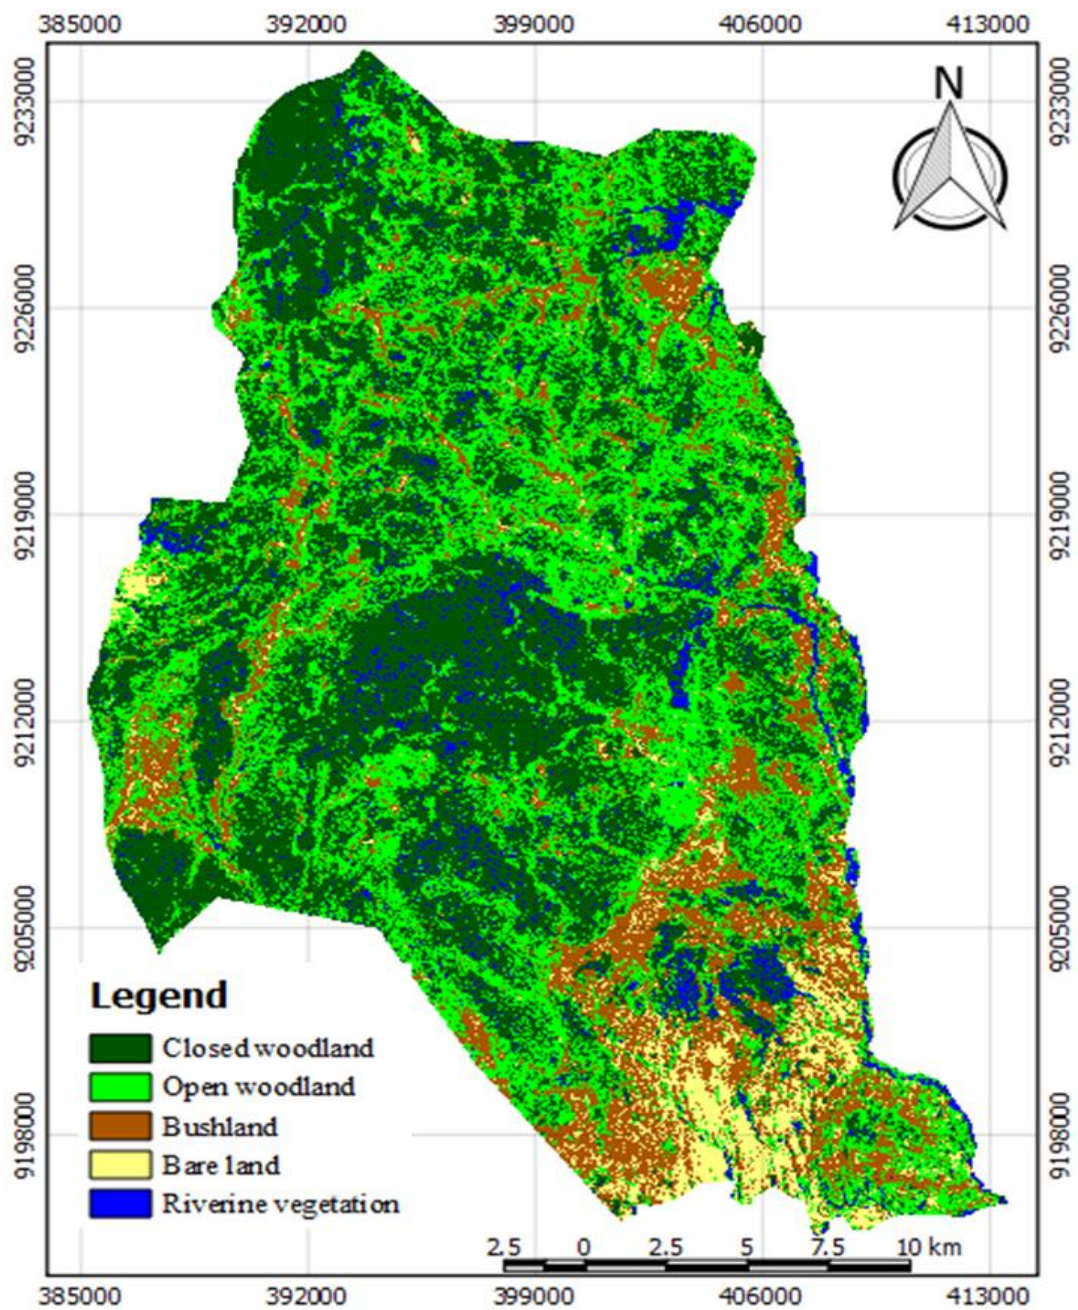 385000 392000 399000 406000 413000
N
9233000 9233000
9226000 9226000
9219000 9219000
9212000 9212000
9205000 9205000
9198000 9198000
Legend
Closed woodland
Open woodland
Bushland
Bare land
Riverine vegetation
2.5 0 2.5 5 7.5 10 km
385000 392000 399000 406000 413000